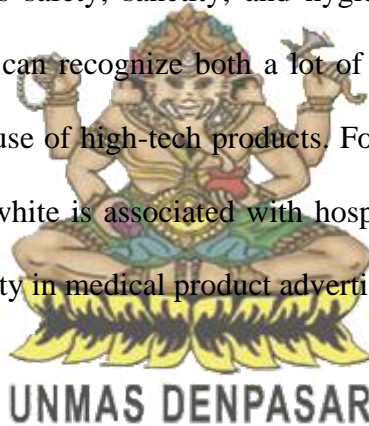 s safety, sanctity, and hygie
can recognize both a lot of
use of high-tech products. Fo
white is associated with hosp
ty in medical product adverti
UNMAS DENPASAR